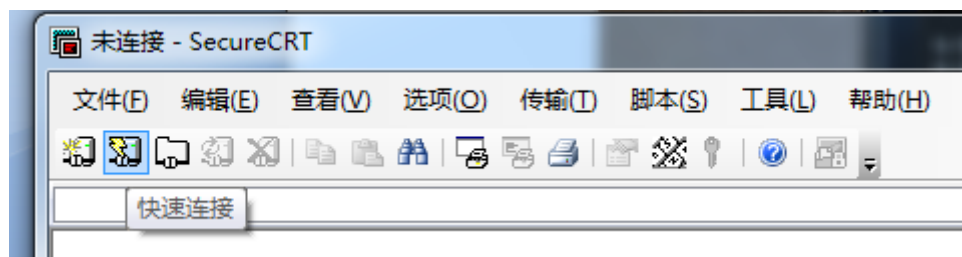 未连接 - SecureCRT
文件(F) 编辑(E) 查看(V) 选项(O) 传输(T) 脚本(S) 工具(L) 帮助(H)
快速连接